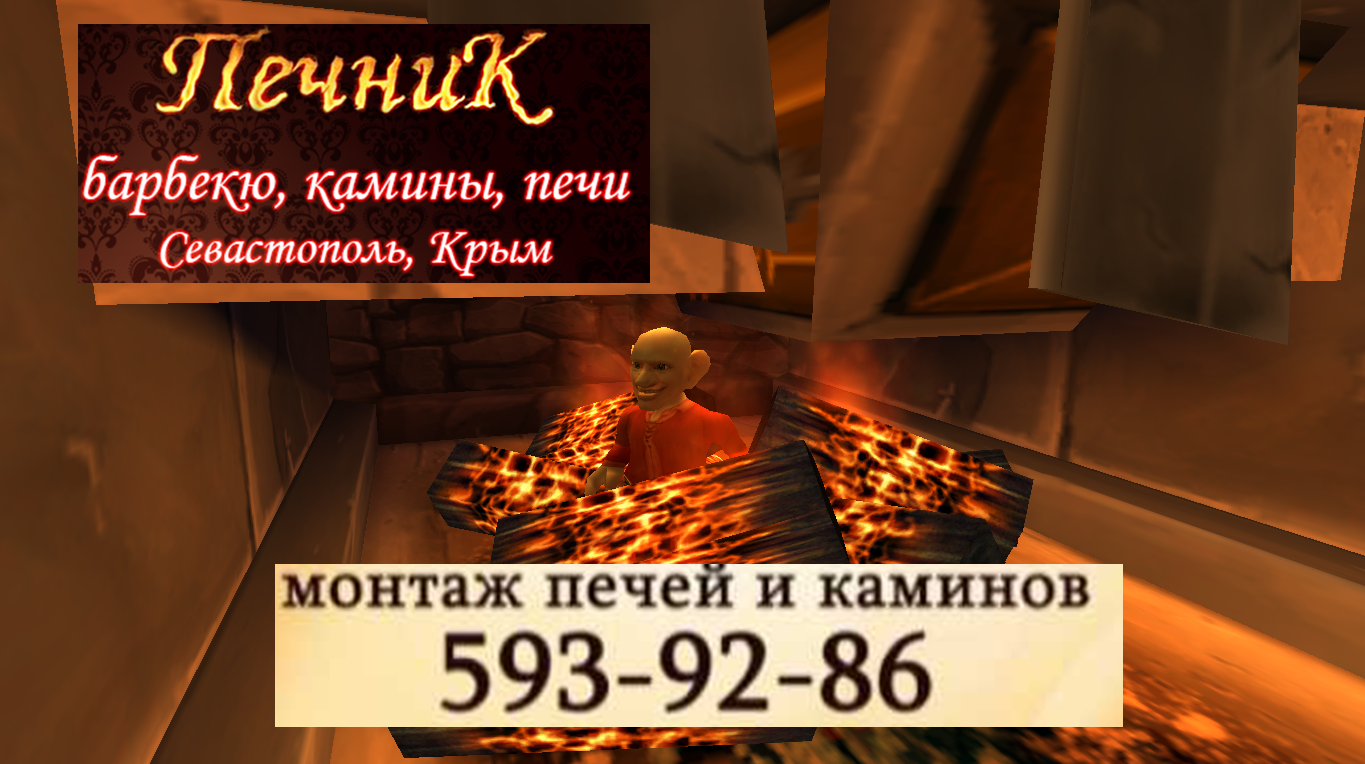 ПечниК
барбекю, камины, печи
Севастополь, Крым
монтаж печей и каминов
593-92-86